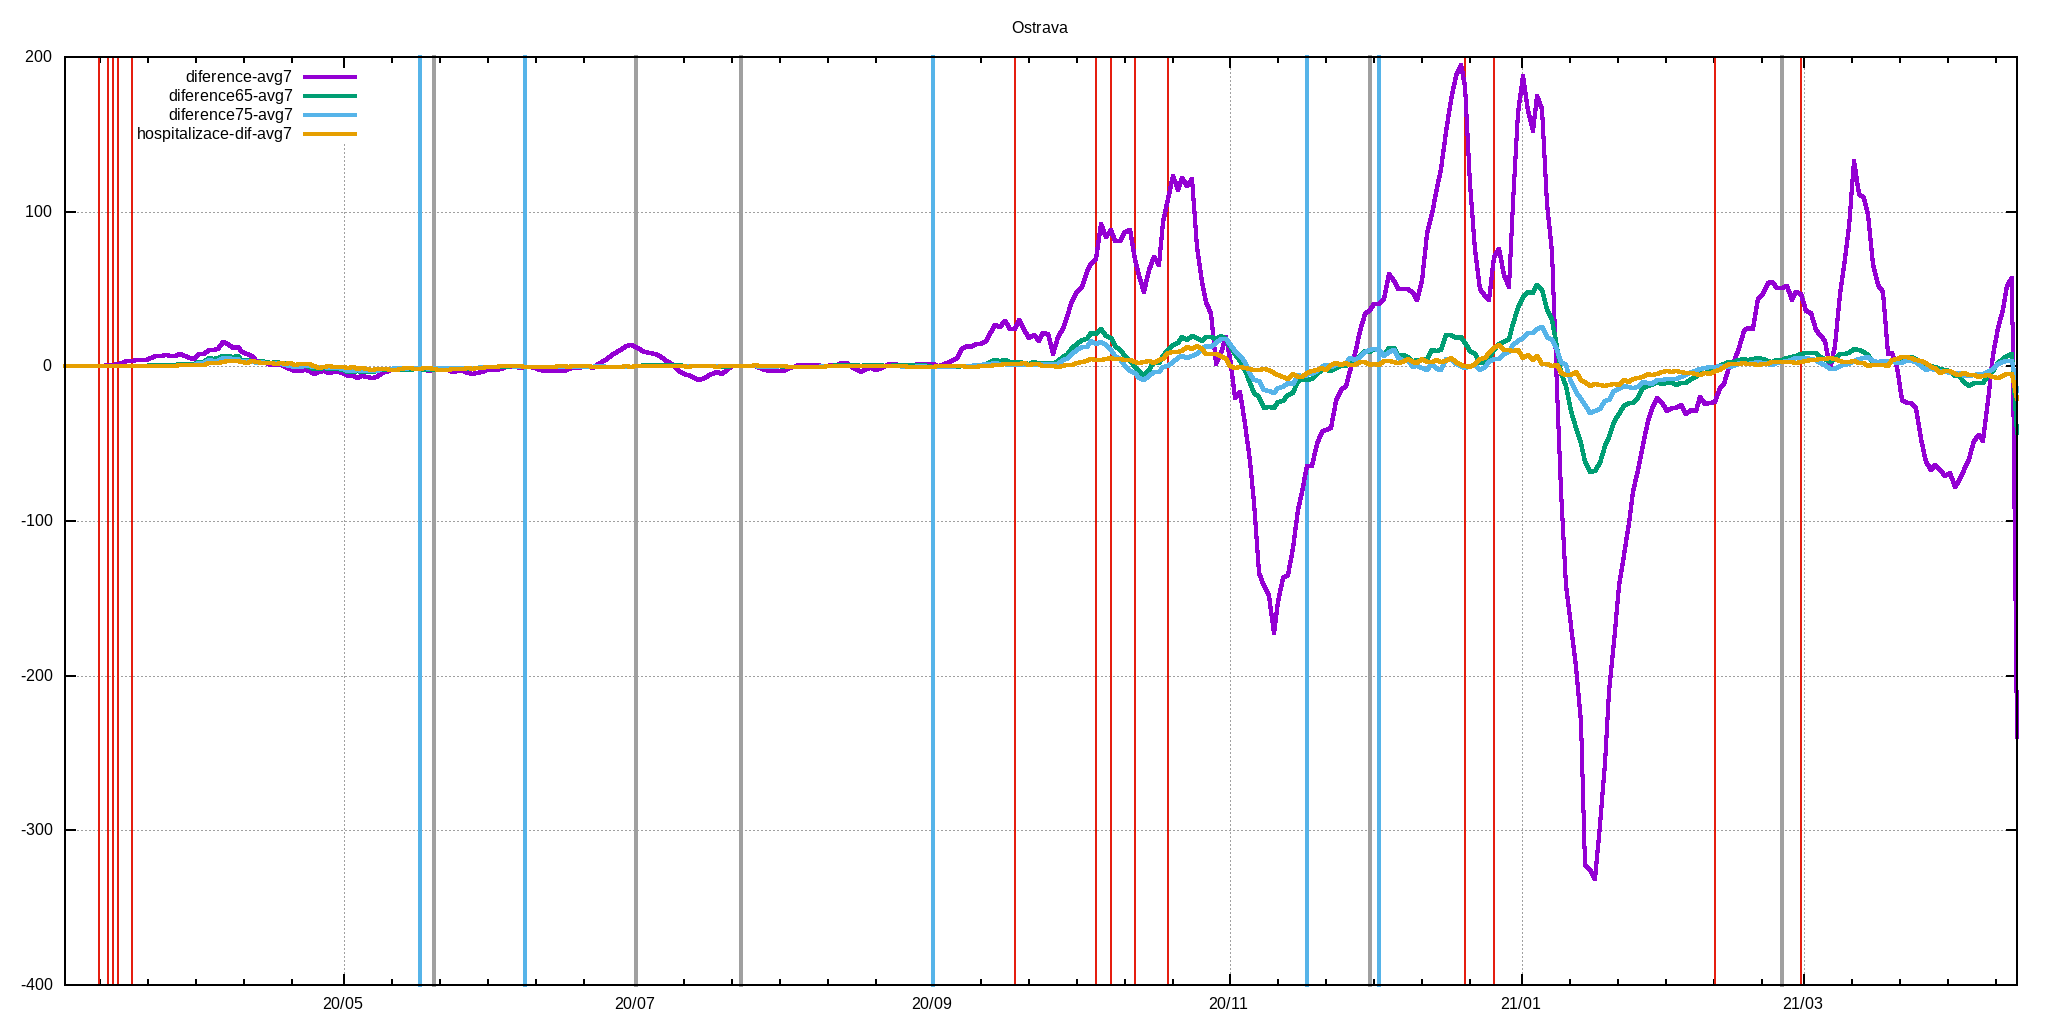 Ostrava
200
diference-avg7
diference65-avg7
diference75-avg7
hospitalizace-dif-avg7
100
0
-100
-200
-300
-400
20/05 20/07 20/09 20/11 21/01 21/03